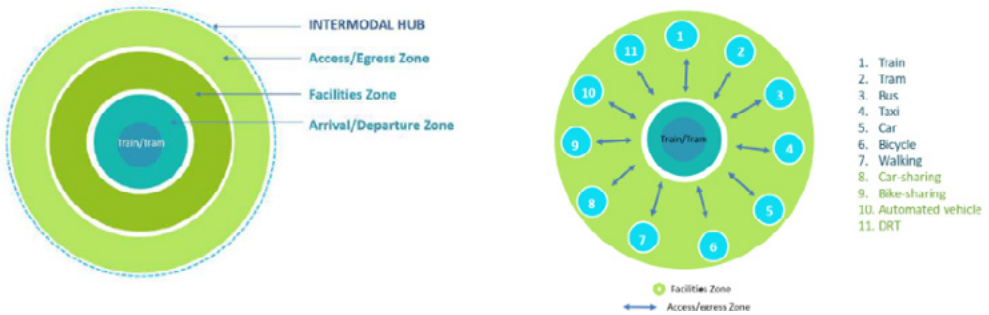 INTERMODAL HUB
Access/Egress Zone
Facilities Zone
Arrival/Departure Zone
Train/Tram
1
2
3
4
5
6
7
8
9
10
11
Train/Tram
1. Train
2. Tram
3. Bus
4. Taxi
5. Car
6. Bicycle
7. Walking
8. Car-sharing
9. Bike-sharing
10. Automated vehicle
11. DRT
Facilities Zone
Access/egress Zone